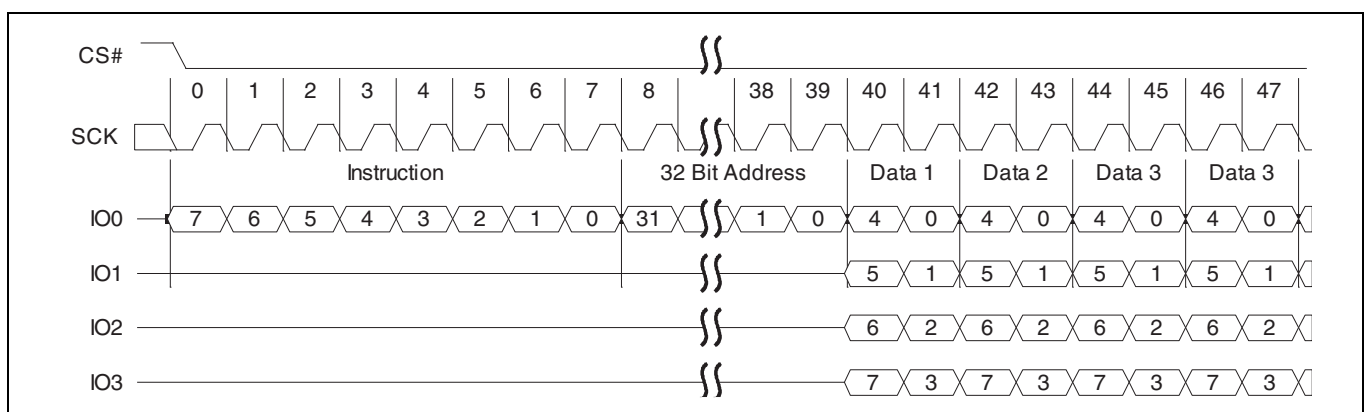 CS#
0 1 2 3 4 5 6 7 8 38 39 40 41 42 43 44 45 46 47
SCK
Instruction 32 Bit Address Data 1 Data 2 Data 3 Data 3
IO0 7 6 5 4 3 2 1 0 31 1 0 4 0 4 0 4 0 4 0
IO1 5 1 5 1 5 1 5 1
IO2 6 2 6 2 6 2 6 2
IO3 7 3 7 3 7 3 7 3